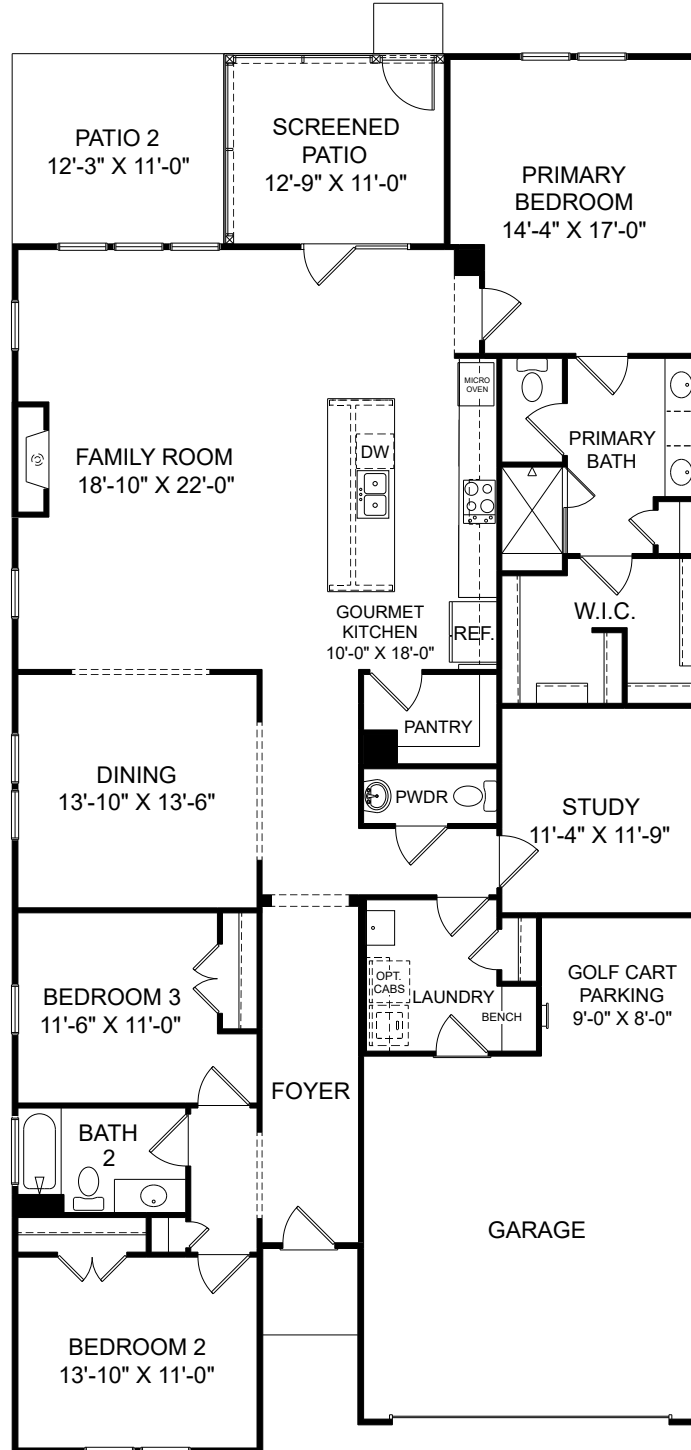 PATIO 2
12'-3" X 11'-0"
SCREENED
PATIO
12'-9" X 11'-0"
PRIMARY
BEDROOM
14'-4" X 17'-0"
MICRO
OVEN
DW
FAMILY ROOM
18'-10" X 22'-0"
PRIMARY
BATH
GOURMET
KITCHEN
10'-0" X 18'-0"
REF.
W.I.C.
PANTRY
DINING
13'-10" X 13'-6"
PWDR
STUDY
11'-4" X 11'-9"
BEDROOM 3
11'-6" X 11'-0"
OPT.
CABS
LAUNDRY
BENCH
GOLF CART
PARKING
9'-0" X 8'-0"
FOYER
BATH
2
GARAGE
BEDROOM 2
13'-10" X 11'-0"